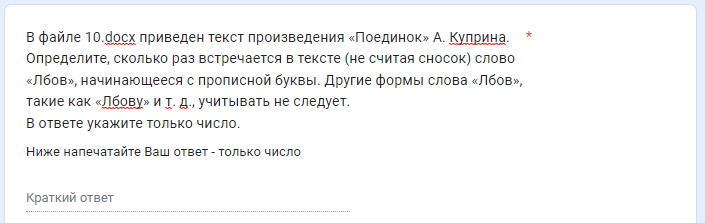 В файле 10.docx приведен текст произведения «Поединок» А. Куприна. *
Определите, сколько раз встречается в тексте (не считая сносок) слово
«Лбов», начинающееся с прописной буквы. Другие формы слова «Лбов»,
такие как «Лбову» и т. д., учитывать не следует.
В ответе укажите только число.
Ниже напечатайте Ваш ответ - только число
Краткий ответ